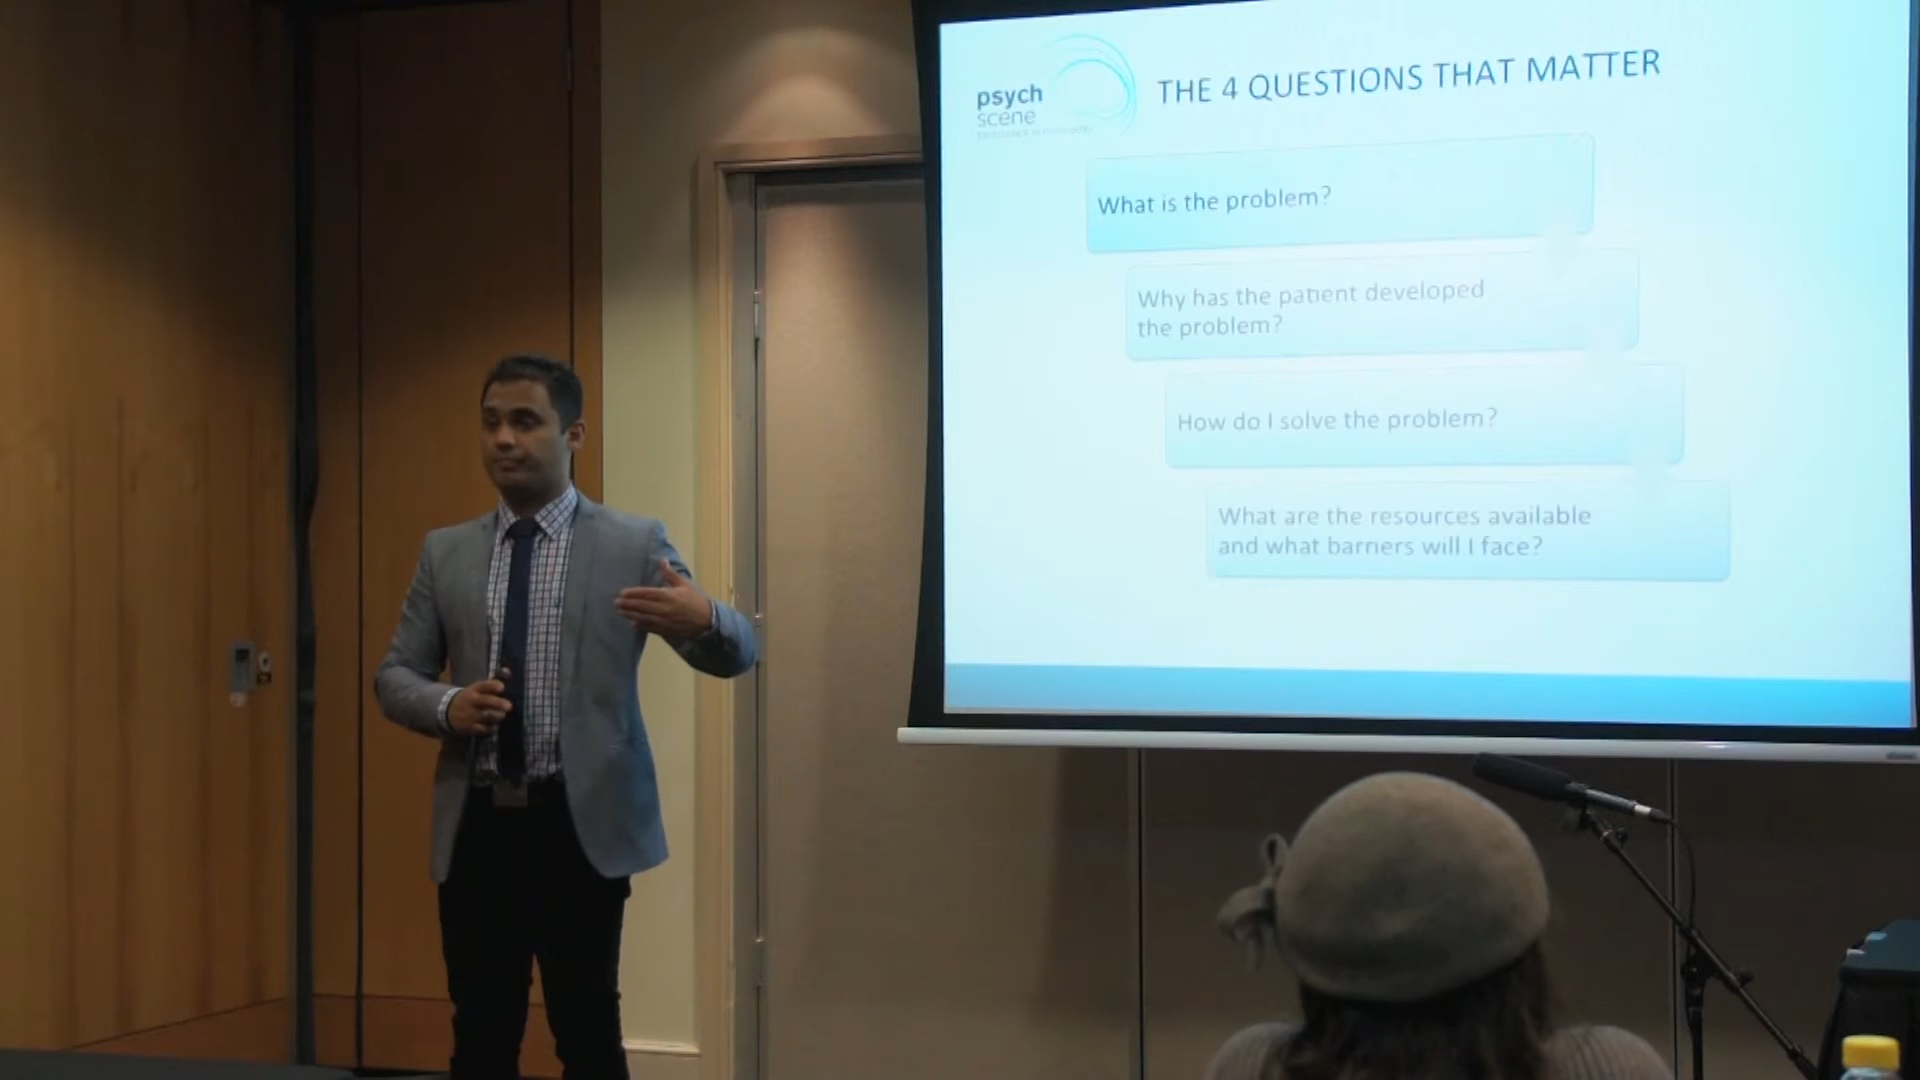 psych
scene
THE 4 QUESTIONS THAT MATTER
What is the problem?
Why has the patient developed
the problem?
How do I solve the problem?
What are the resources available
and what barriers will I face?